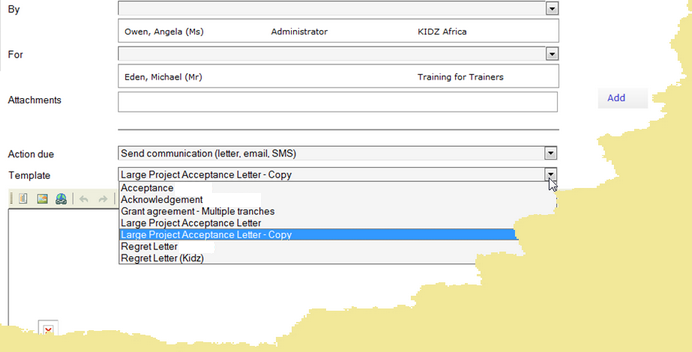 By
Owen, Angela (Ms) Administrator KIDZ Africa
For
Eden, Michael (Mr) Training for Trainers
Attachments Add
Action due Send communication (letter, email, SMS)
Template Large Project Acceptance Letter - Copy
Acceptance
Acknowledgement
Grant agreement - Multiple tranches
Large Project Acceptance Letter
Large Project Acceptance Letter - Copy
Regret Letter
Regret Letter (Kidz)